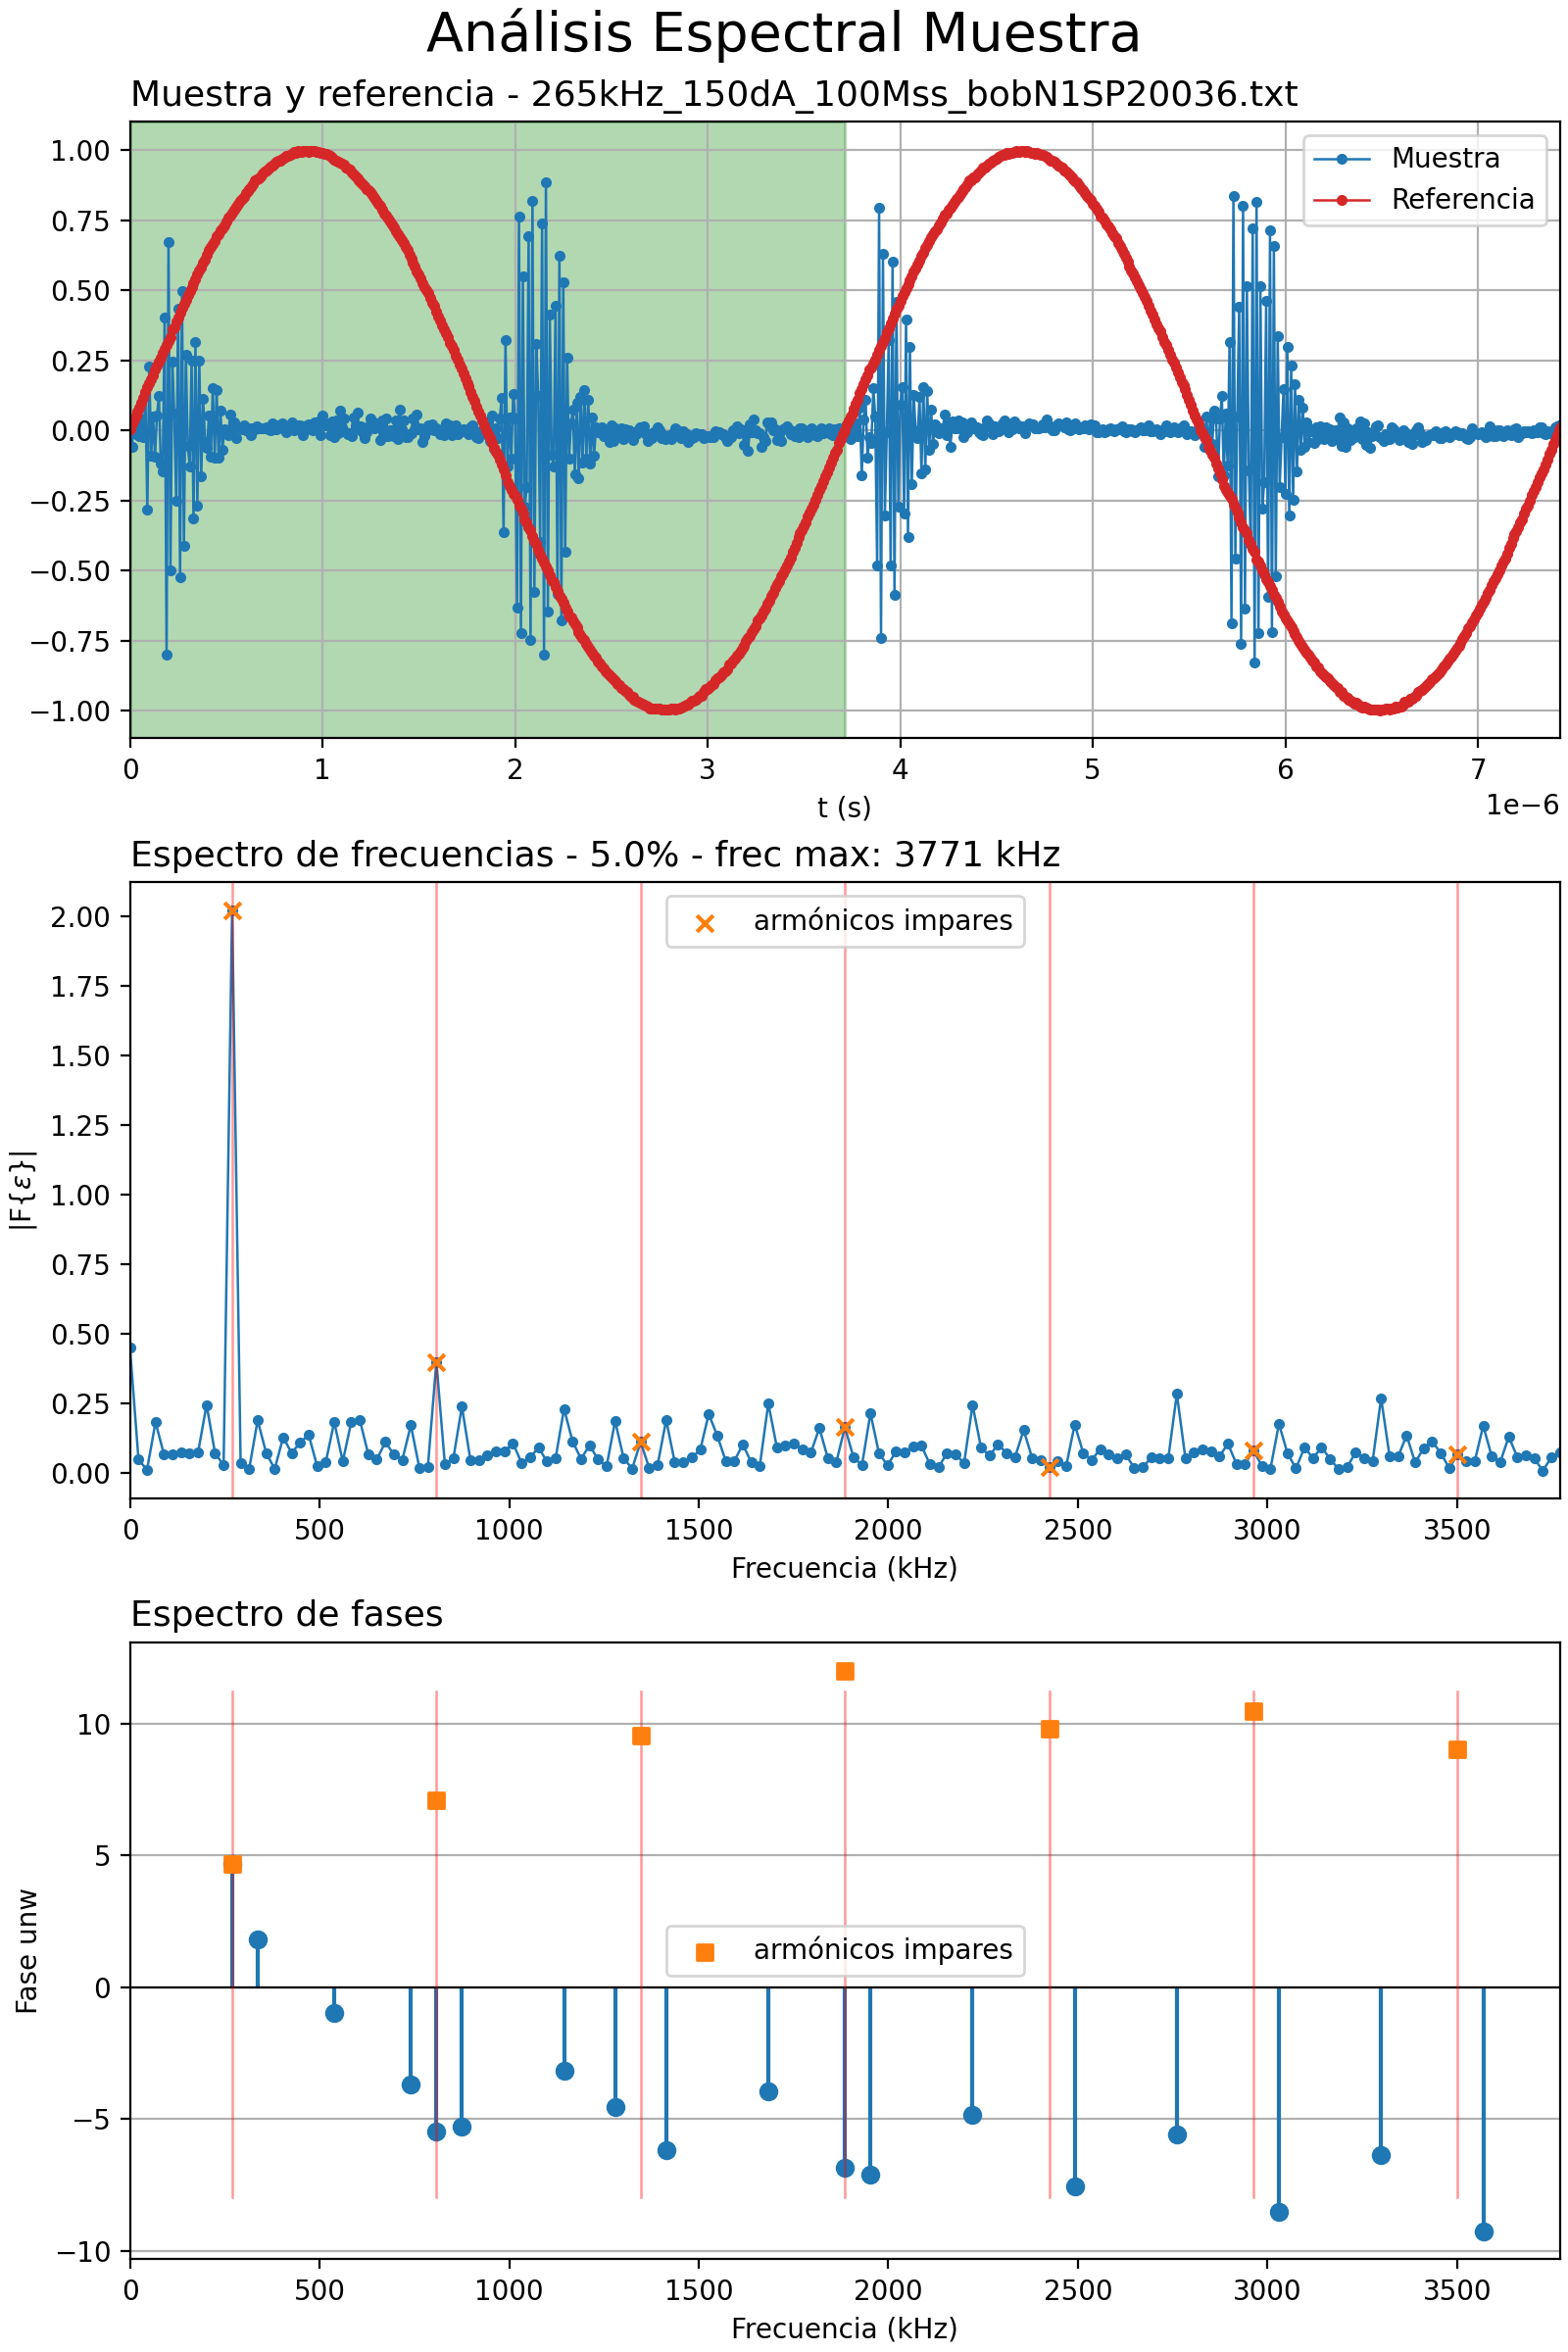 Análisis Espectral Muestra
Muestra y referencia - 265kHz_150dA_100Mss_bobN1SP20036.txt
1.00
0.75
0.50
0.25
0.00
−0.25
−0.50
−0.75
−1.00
Muestra
Referencia
0 1 2 3 4 5 6 7
1e−6
t (s)
Espectro de frecuencias - 5.0% - frec max: 3771 kHz
|F{ε}|
2.00
1.75
1.50
1.25
1.00
0.75
0.50
0.25
0.00
armónicos impares
0 500 1000 1500 2000 2500 3000 3500
Frecuencia (kHz)
Espectro de fases
Fase unw
10
5
0
−5
−10
armónicos impares
0 500 1000 1500 2000 2500 3000 3500
Frecuencia (kHz)